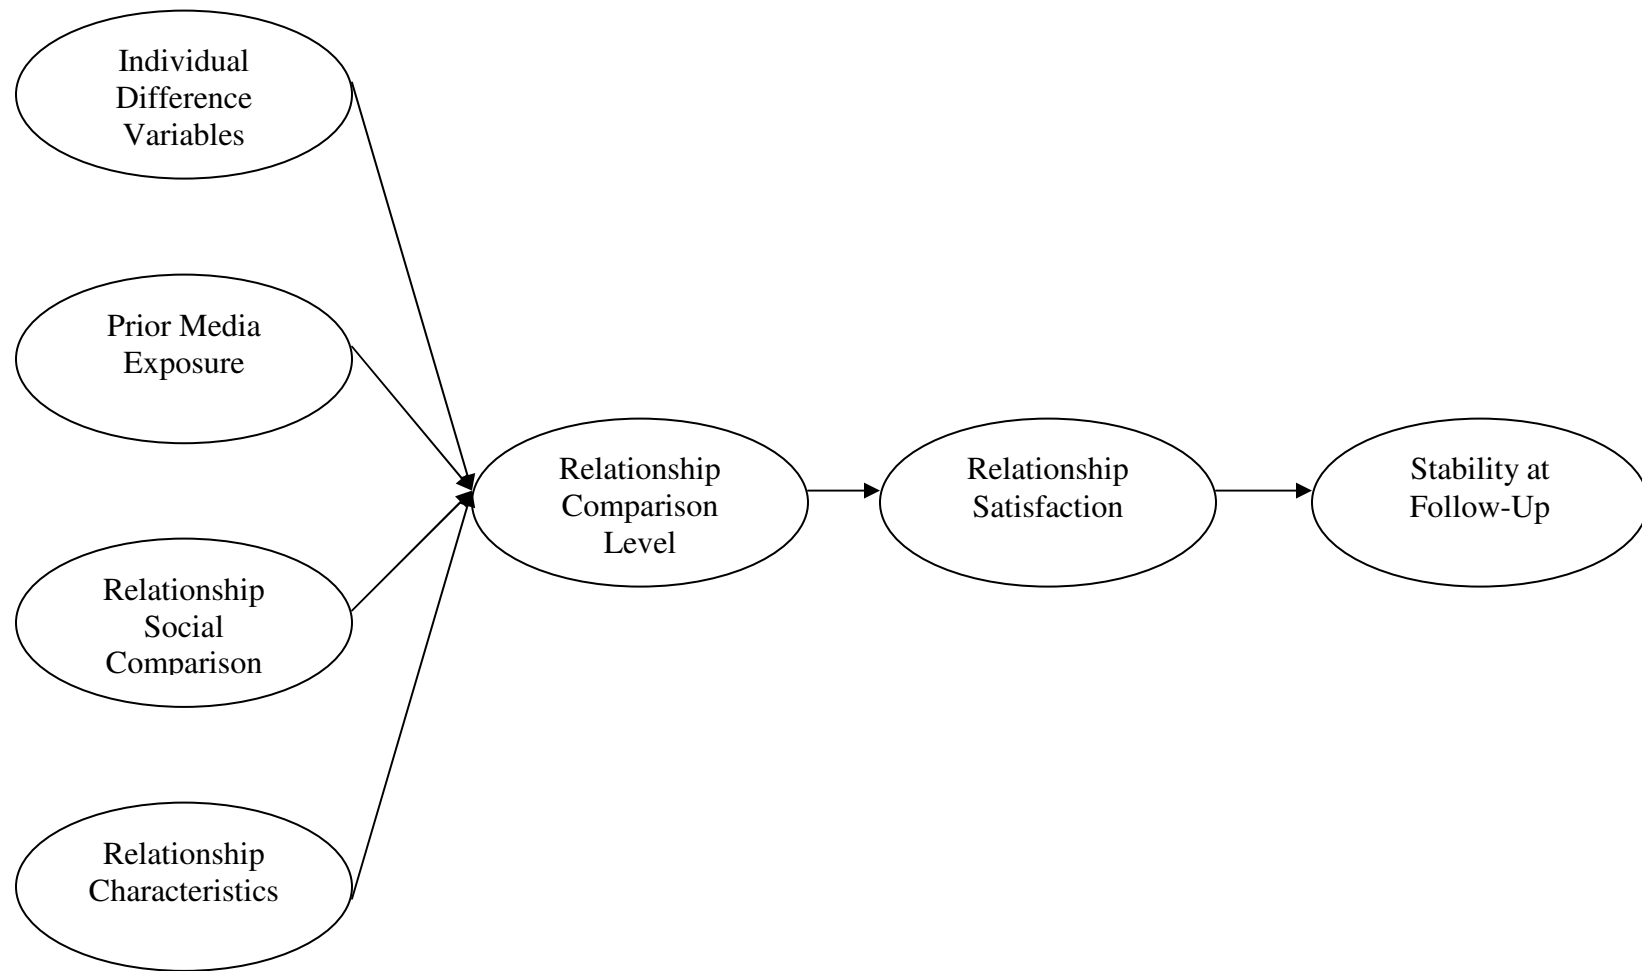 Individual
Difference
Variables
Prior Media
Exposure
Relationship
Social
Comparison
Relationship
Characteristics
Relationship
Comparison
Level
Relationship
Satisfaction
Stability at
Follow-Up